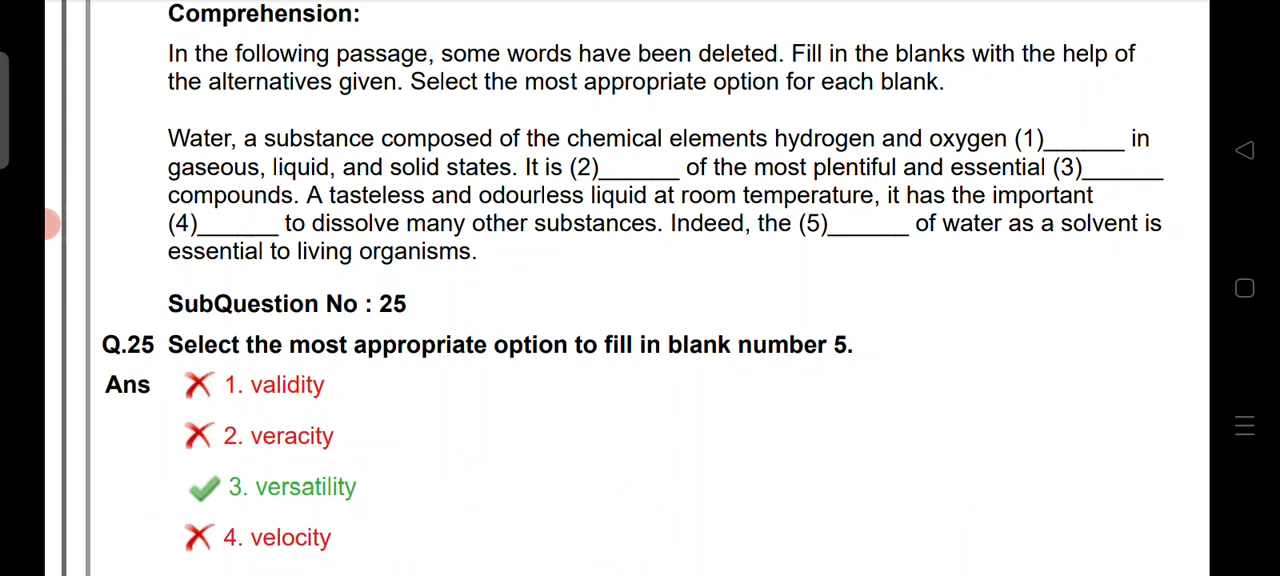 Comprehension:
In the following passage, some words have been deleted. Fill in the blanks with the help of
the alternatives given. Select the most appropriate option for each blank.
Water, a substance composed of the chemical elements hydrogen and oxygen (1)______ in
gaseous, liquid, and solid states. It is (2)______ of the most plentiful and essential (3)______
compounds. A tasteless and odourless liquid at room temperature, it has the important
(4)______ to dissolve many other substances. Indeed, the (5)______ of water as a solvent is
essential to living organisms.
SubQuestion No : 25
Q.25 Select the most appropriate option to fill in blank number 5.
Ans 1. validity
2. veracity
3. versatility
4. velocity